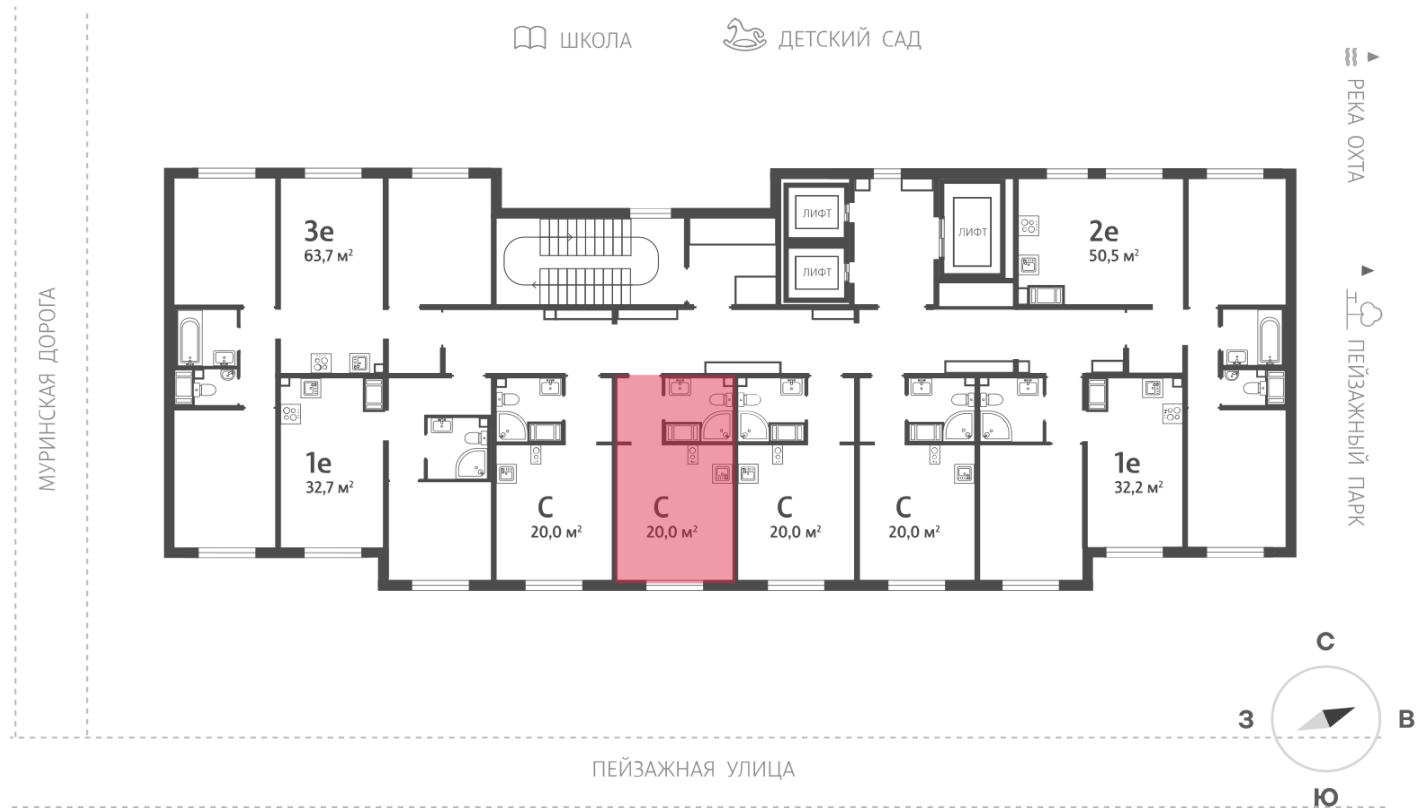 ШКОЛА
ДЕТСКИЙ САД
РЕКА ОХТА
ПЕЙЗАЖНЫЙ ПАРК
МУРИНСКАЯ ДОРОГА
3е
63,7 м²
ЛИФТ
ЛИФТ
ЛИФТ
2е
50,5 м²
1е
32,7 м²
С
20,0 м²
С
20,0 м²
С
20,0 м²
С
20,0 м²
1е
32,2 м²
С
З
В
Ю
ПЕЙЗАЖНАЯ УЛИЦА